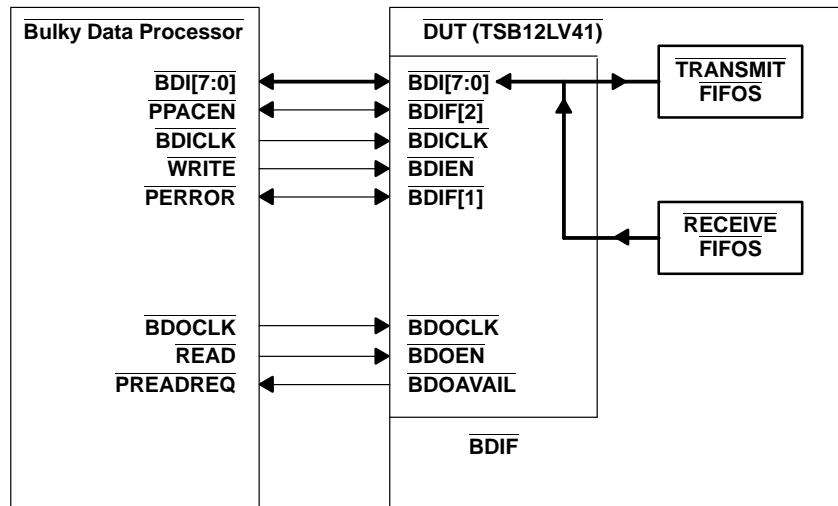 Bulky Data Processor
DUT (TSB12LV41)
BDI[7:0] BDI[7:0]
PPACEN BDIF[2]
BDICLK BDICLK
WRITE BDIEN
PERROR BDIF[1]
TRANSMIT
FIFOS
RECEIVE
FIFOS
BDOCLK BDOCLK
READ BDOEN
PREADREQ BDOAVAIL
BDIF